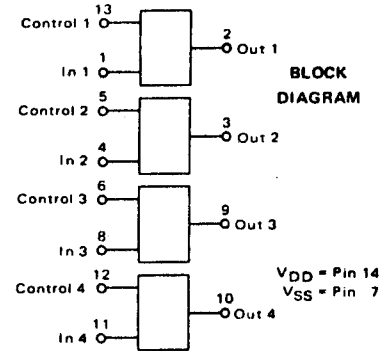 13
Control 1
2
Out 1
1
In 1
BLOCK
DIAGRAM
5
Control 2
3
Out 2
4
In 2
6
Control 3
9
Out 3
8
In 3
12
Control 4
10
Out 4
11
In 4
VDD = Pin 14
VSS = Pin 7